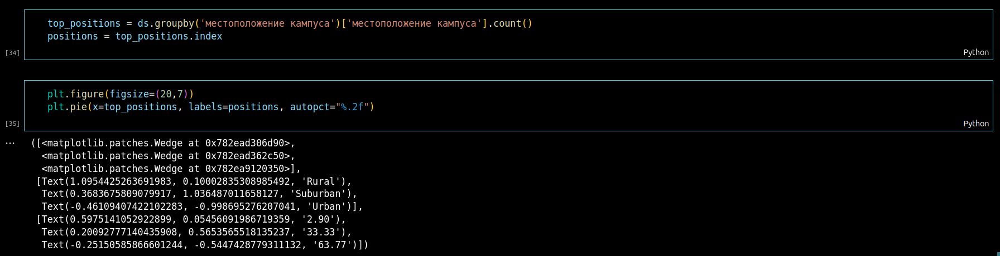 top_positions = ds.groupby('местоположение кампуса')['местоположение кампуса'].count()
positions = top_positions.index
[34]
Python
plt.figure(figsize=(20,7))
plt.pie(x=top_positions, labels=positions, autopct="%.2f")
[35]
Python
... ([<matplotlib.patches.Wedge at 0x782ead306d90>,
<matplotlib.patches.Wedge at 0x782ead362c50>,
<matplotlib.patches.Wedge at 0x782ea9120350>],
[Text(1.0954425263691983, 0.10002835308985492, 'Rural'),
Text(0.3683675809079917, 1.036487011658127, 'Suburban'),
Text(-0.46109407422102283, -0.998695276207041, 'Urban')],
[Text(0.5975141052922899, 0.05456091986719359, '2.90'),
Text(0.20092777140435908, 0.5653565518135237, '33.33'),
Text(-0.25150585866601244, -0.5447428779311132, '63.77')])